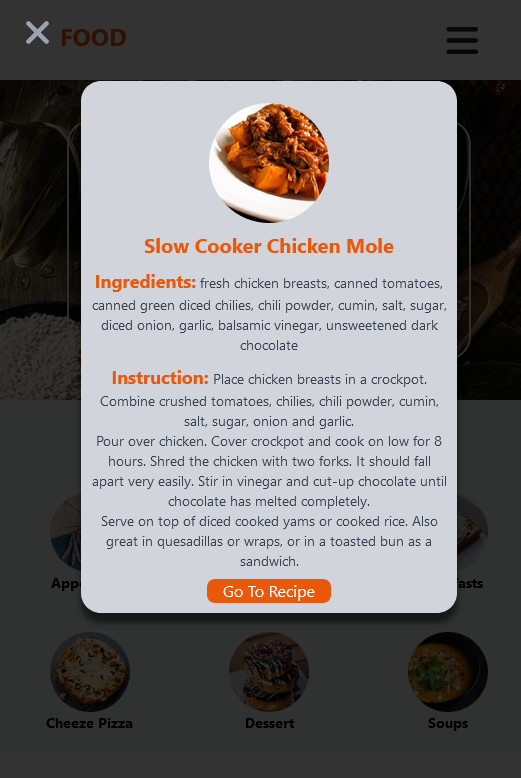 FOOD
Slow Cooker Chicken Mole
Ingredients: fresh chicken breasts, canned tomatoes,
canned green diced chilies, chili powder, cumin, salt, sugar,
diced onion, garlic, balsamic vinegar, unsweetened dark
chocolate
Instruction: Place chicken breasts in a crockpot.
Combine crushed tomatoes, chilies, chili powder, cumin,
salt, sugar, onion and garlic.
Pour over chicken. Cover crockpot and cook on low for 8
hours. Shred the chicken with two forks. It should fall
apart very easily. Stir in vinegar and cut-up chocolate until
chocolate has melted completely.
Serve on top of diced cooked yams or cooked rice. Also
great in quesadillas or wraps, or in a toasted bun as a
sandwich.
Go To Recipe
Cheeze Pizza
Dessert
Soups